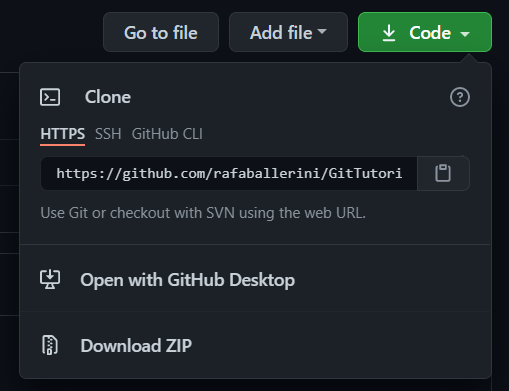 Go to file Add file Code
Clone
HTTPS SSH GitHub CLI
https://github.com/rafaballerini/GitTutori
Use Git or checkout with SVN using the web URL.
Open with GitHub Desktop
Download ZIP